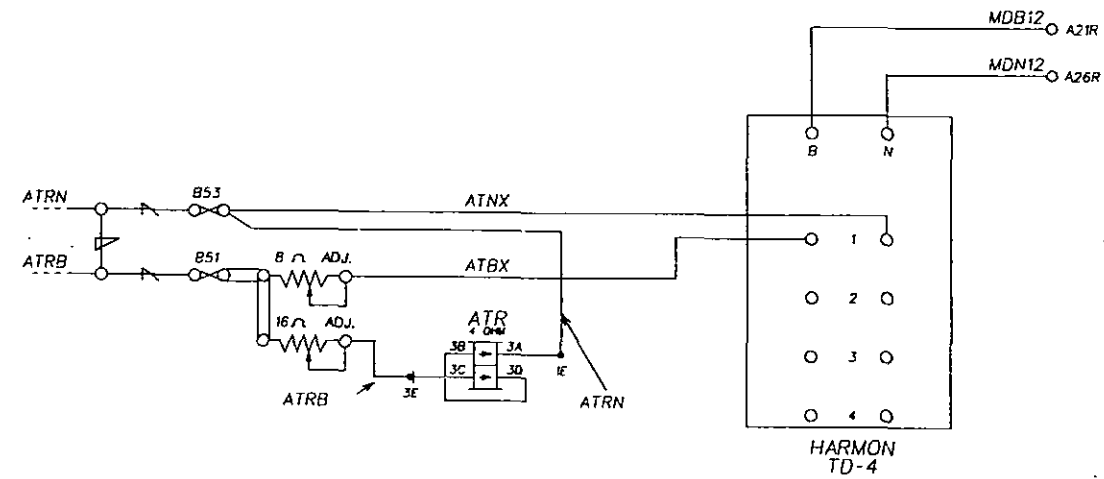 MDB12 A21R
MDN12 A26R
B N
ATRN B53 ATNX
1
ATRB B51 8 Ω ADJ. ATBX
2
16 Ω ADJ. ATR
4 OHM
3B 3A
3C 3D 1E 3
ATRB 3E ATRN
4
HARMON
TD-4